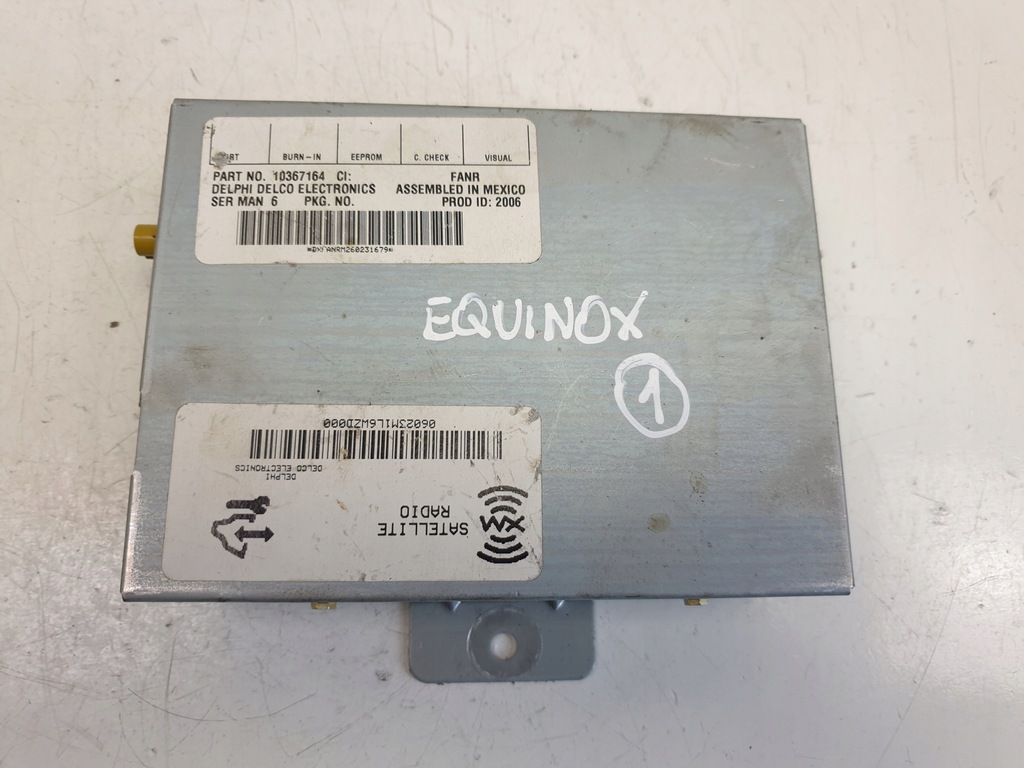 BURN-IN EEPROM C. CHECK VISUAL
PART NO. 10367164 CI: FANR
DELPHI DELCO ELECTRONICS ASSEMBLED IN MEXICO
SER MAN 6 PKG. NO. PROD ID: 2006
EQUINOX
1
SATELLITE
RADIO
XM
DELPHI
DELCO ELECTRONICS
06023M1L6WZD000